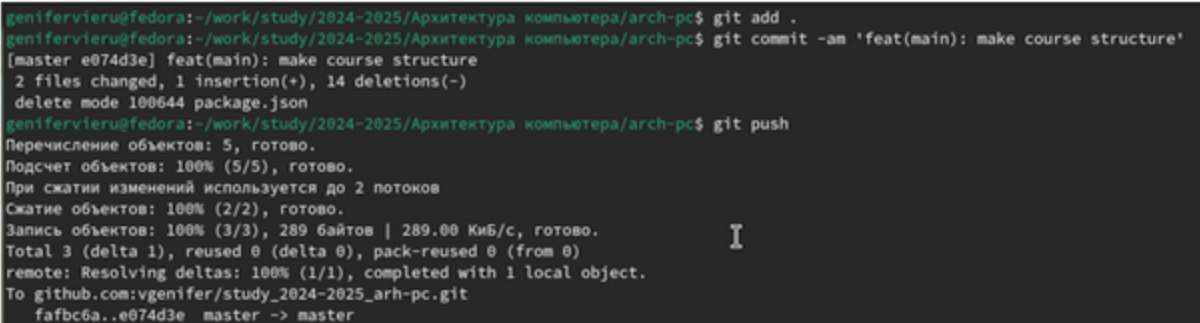 genifervieru@fedora:~/work/study/2024-2025/Архитектура компьютера/arch-pc$ git add .
genifervieru@fedora:~/work/study/2024-2025/Архитектура компьютера/arch-pc$ git commit -am 'feat(main): make course structure'
[master e074d3e] feat(main): make course structure
2 files changed, 1 insertion(+), 14 deletions(-)
delete mode 100644 package.json
genifervieru@fedora:~/work/study/2024-2025/Архитектура компьютера/arch-pc$ git push
Перечисление объектов: 5, готово.
Подсчет объектов: 100% (5/5), готово.
При сжатии изменений используется до 2 потоков
Сжатие объектов: 100% (2/2), готово.
Запись объектов: 100% (3/3), 289 байтов | 289.00 КиБ/с, готово.
Total 3 (delta 1), reused 0 (delta 0), pack-reused 0 (from 0)
remote: Resolving deltas: 100% (1/1), completed with 1 local object.
To github.com:vgenifer/study_2024-2025_arh-pc.git
fafbc6a..e074d3e master -> master